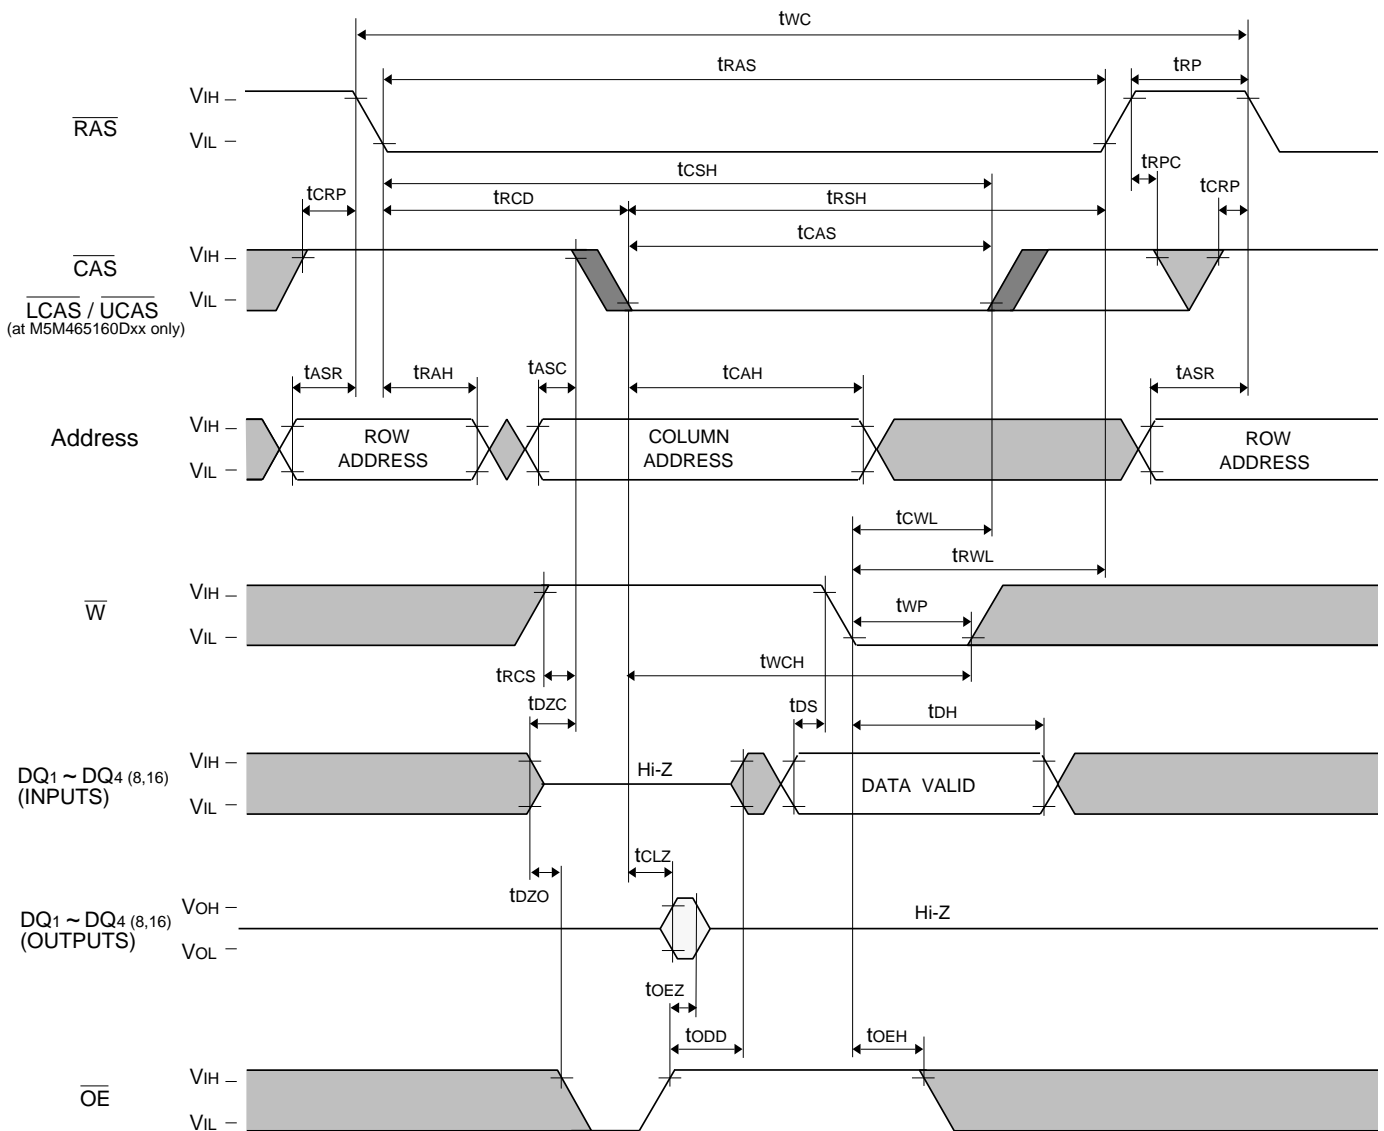 tWC
tRAS
tRP
VIH
RAS
VIL
tCSH
tRPC
tCRP
tRCD
tRSH
tCRP
tCAS
CAS
VIH
VIL
LCAS / UCAS
(at M5M465160Dxx only)
tASR
tRAH
tASC
tCAH
tASR
Address
VIH
VIL
ROW
ADDRESS
COLUMN
ADDRESS
ROW
ADDRESS
tCWL
tRWL
W
VIH
VIL
tWP
tRCS
tWCH
tDZC
tDS
tDH
DQ1 ~ DQ4 (8,16)
(INPUTS)
VIH
VIL
Hi-Z
DATA VALID
tCLZ
tDZO
DQ1 ~ DQ4 (8,16)
(OUTPUTS)
VOH
VOL
Hi-Z
tOEZ
tODD
tOEH
OE
VIH
VIL